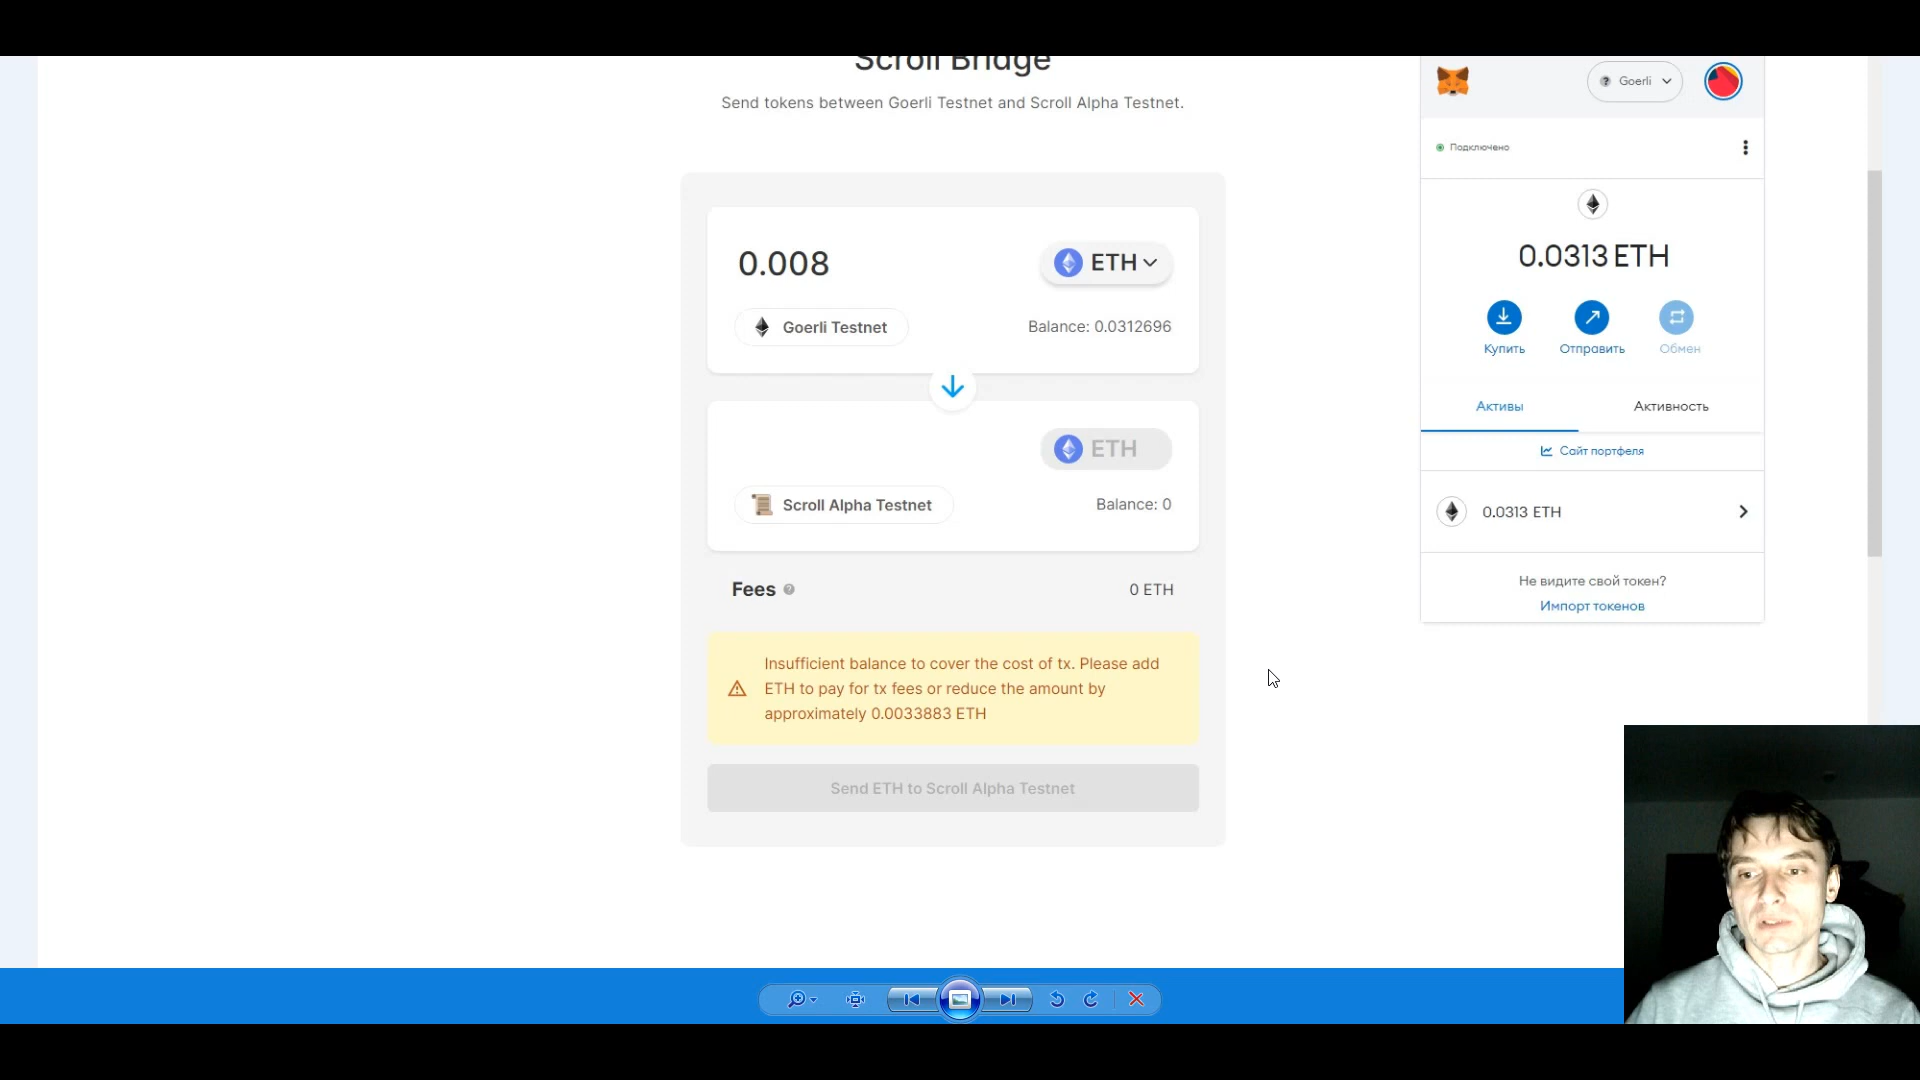 Scroll Bridge
Send tokens between Goerli Testnet and Scroll Alpha Testnet.
0.008
ETH
Goerli Testnet
Balance: 0.0312696
ETH
Scroll Alpha Testnet
Balance: 0
Fees
0 ETH
Insufficient balance to cover the cost of tx. Please add
ETH to pay for tx fees or reduce the amount by
approximately 0.0033883 ETH
Send ETH to Scroll Alpha Testnet
Goerli
Подключено
0.0313 ETH
Купить
Отправить
Обмен
Активы
Активность
Сайт портфеля
0.0313 ETH
Не видите свой токен?
Импорт токенов